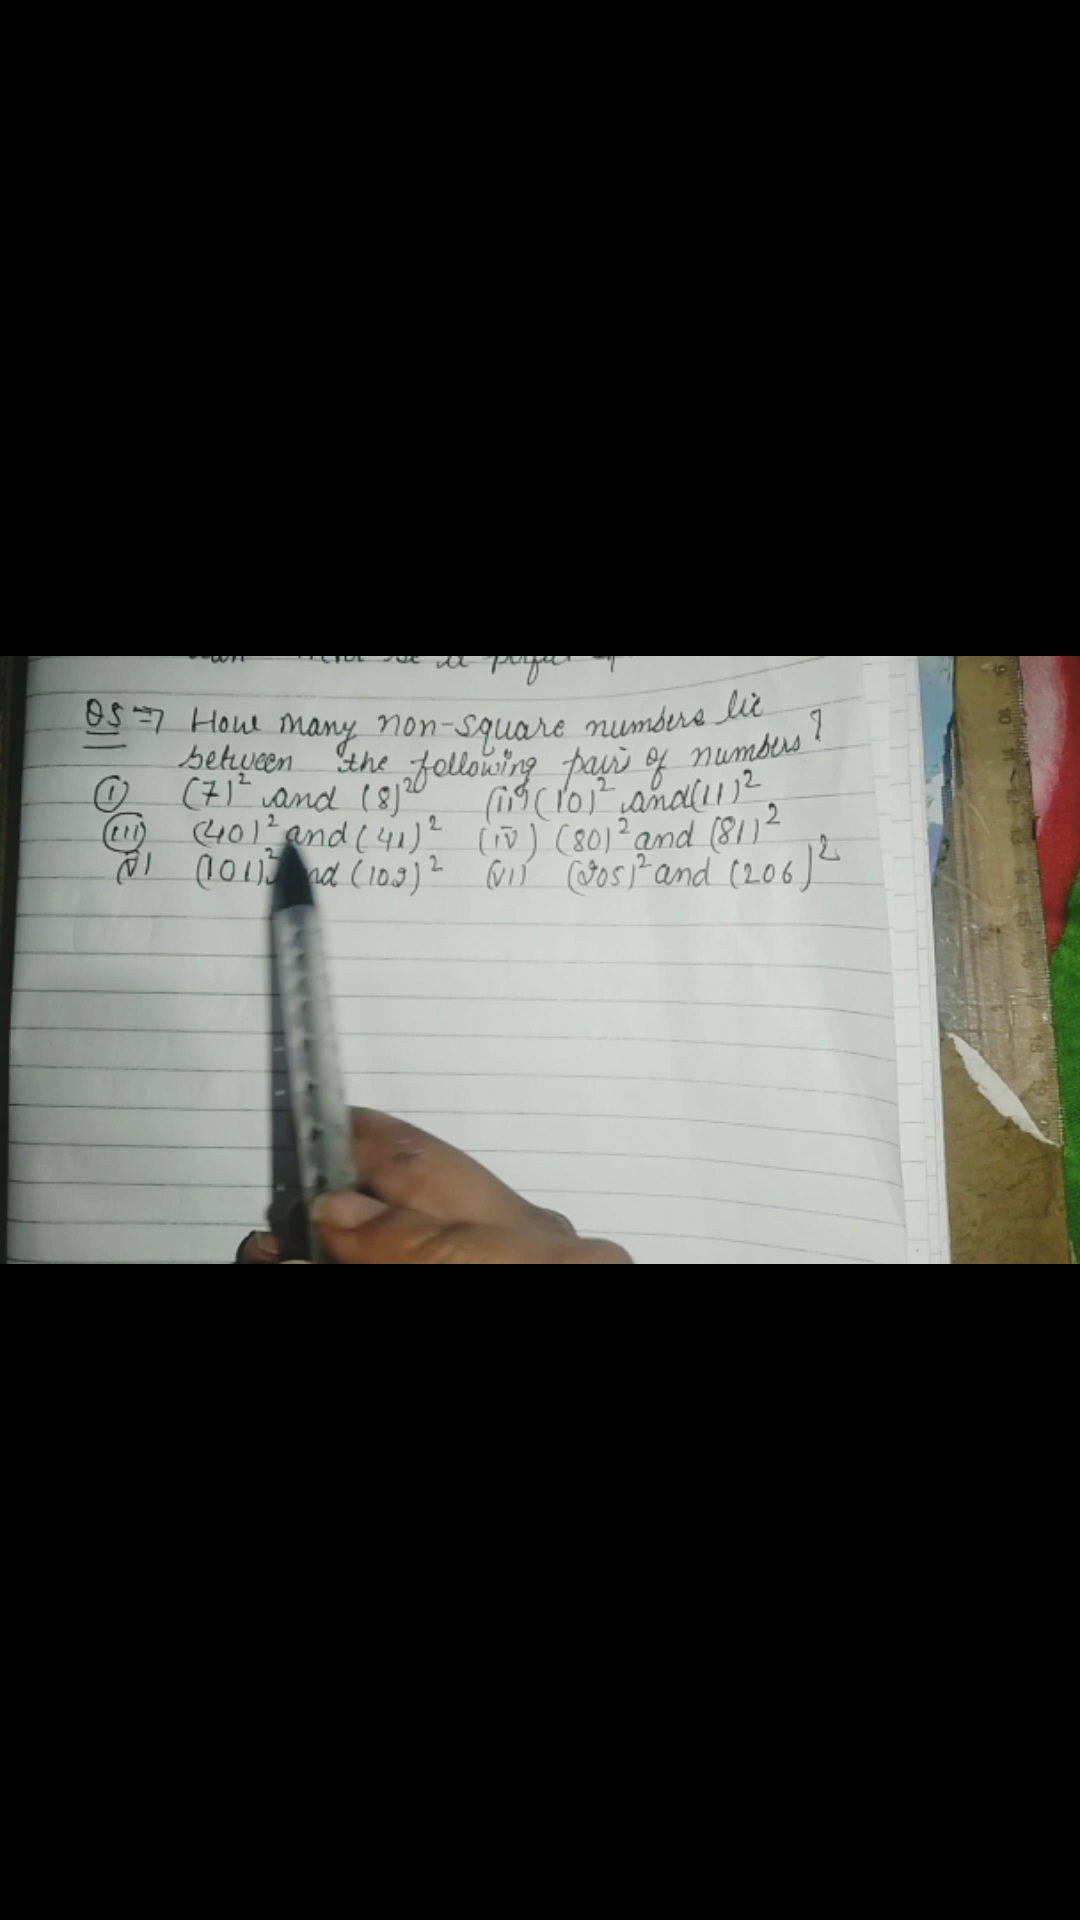 Q5 => How many non-square numbers lie
between the following pairs of numbers?
(i) (7)² and (8)² (ii) (10)² and (11)²
(iii) (40)² and (41)² (iv) (80)² and (81)²
(v) (101)² and (102)² (vi) (205)² and (206)²